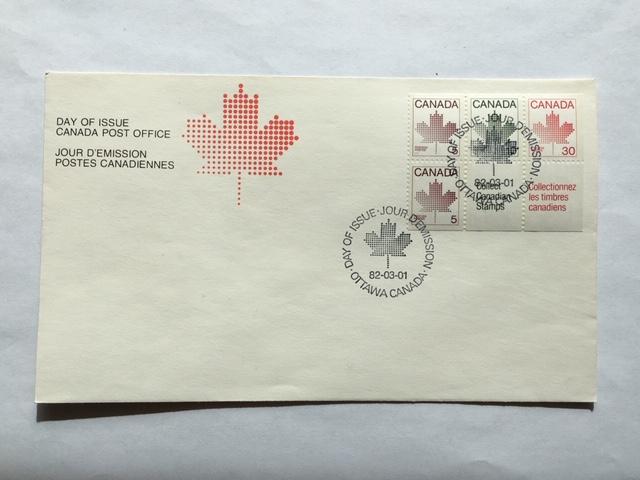 DAY OF ISSUE
CANADA POST OFFICE
JOUR D'EMISSION
POSTES CANADIENNES
CANADA
CANADA
CANADA
30
CANADA
5
Collect
Canadian
Stamps
Collectionnez
les timbres
canadiens
DAY OF ISSUE · JOUR D'EMISSION
82-03-01
· OTTAWA CANADA ·
DAY OF ISSUE · JOUR D'EMISSION
82-03-01
· OTTAWA CANADA ·